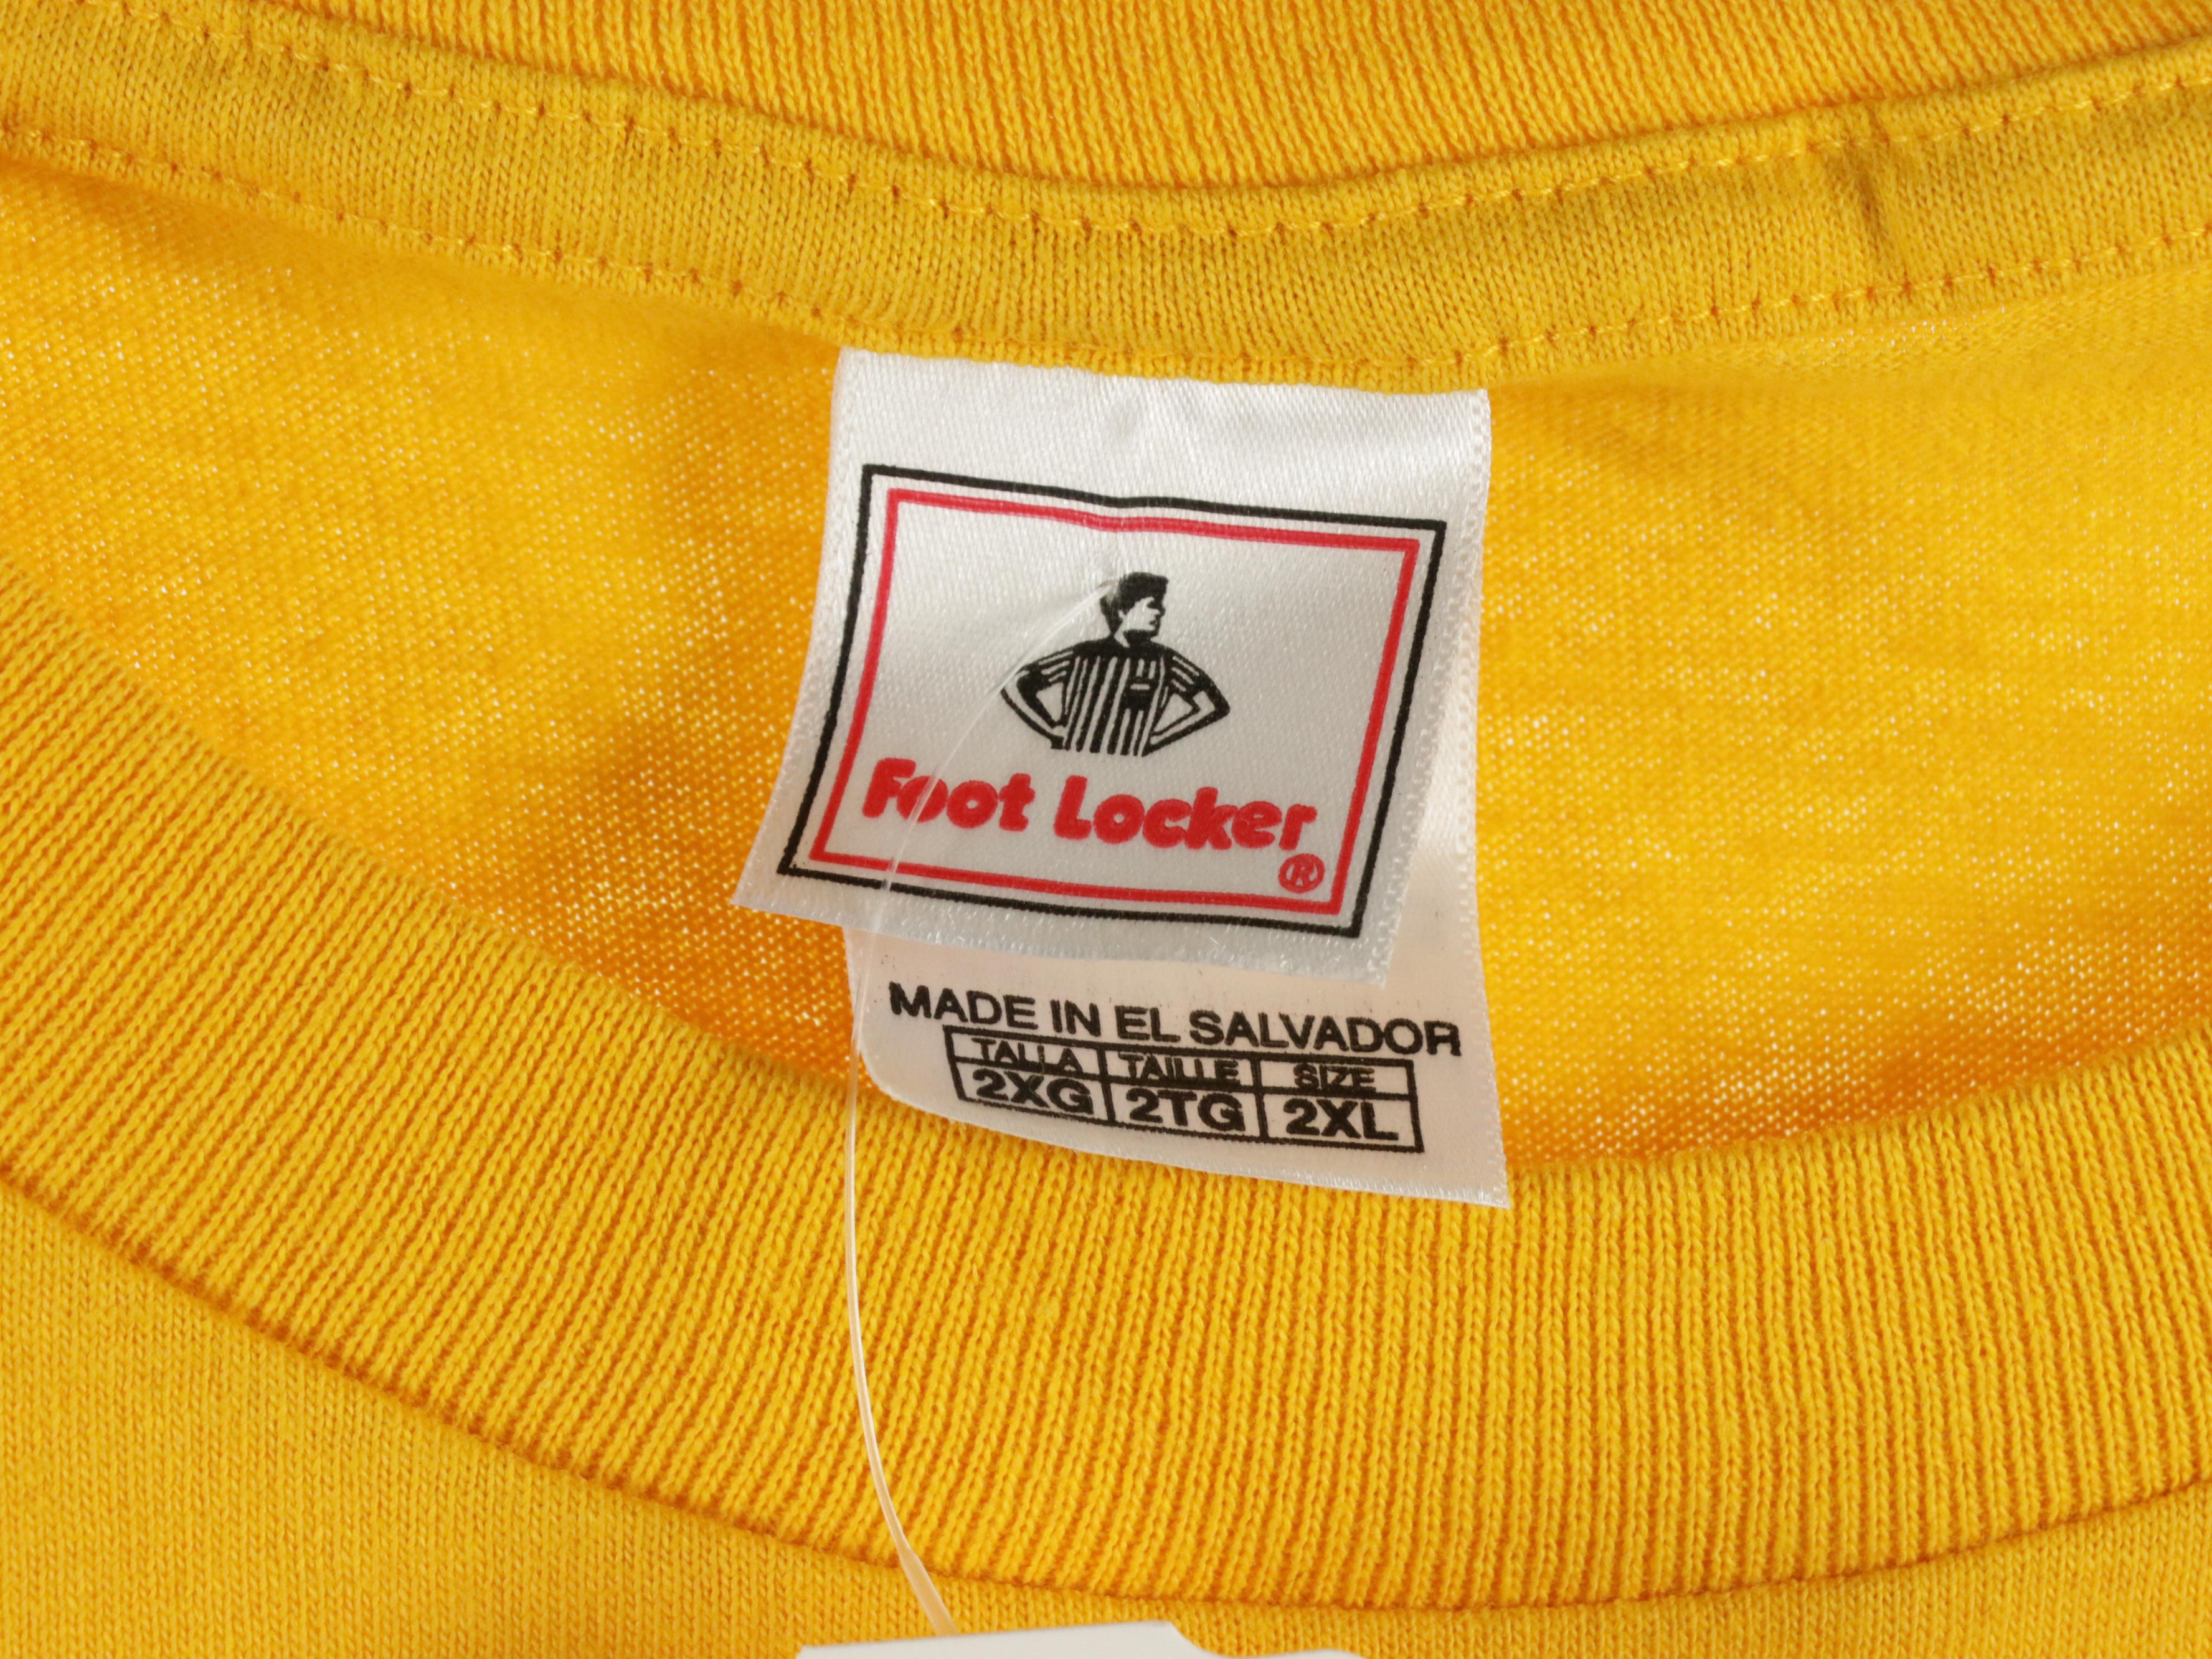 Foot Locker
®
MADE IN EL SALVADOR
TALLA TAILLE SIZE
2XG 2TG 2XL